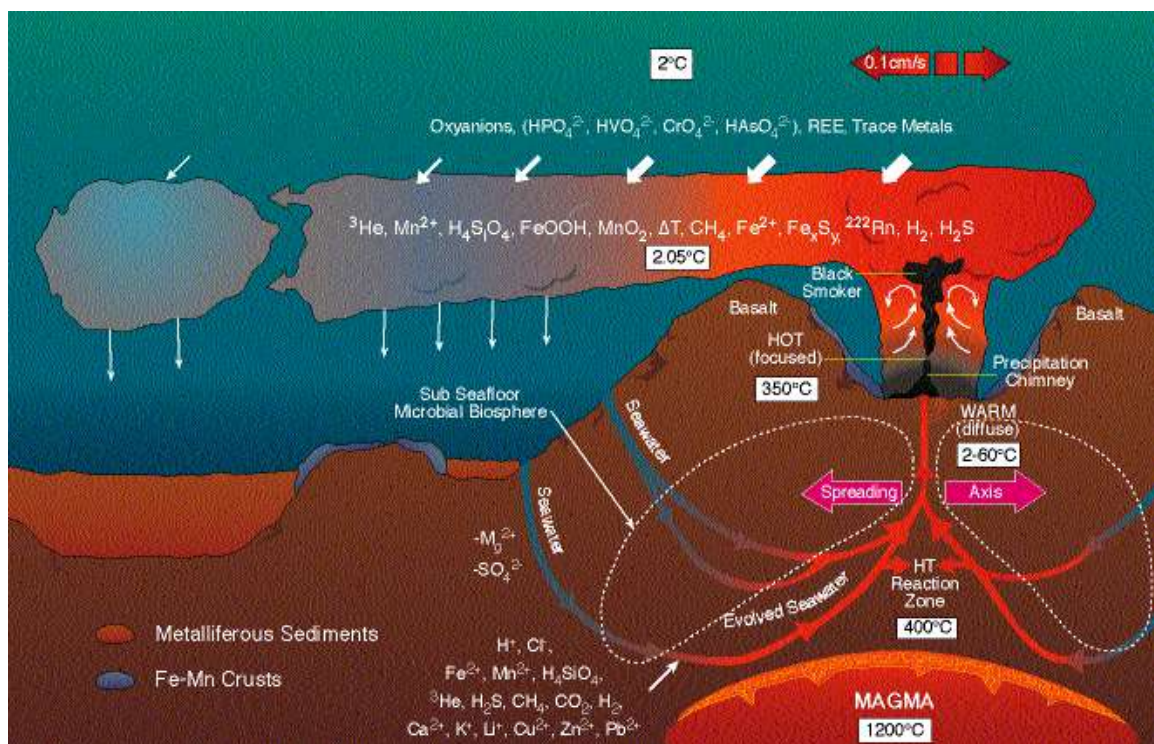 2°C
0.1cm/s
Oxyanions, (HPO₄²⁻, HVO₄²⁻, CrO₄²⁻, HAsO₄²⁻), REE, Trace Metals
³He, Mn²⁺, H₄SᵢO₄, FeOOH, MnO₂, ΔT, CH₄, Fe²⁺, FeₓSᵧ, ²²²Rn, H₂, H₂S
2.05°C
Black
Smoker
Basalt
Basalt
HOT
(focused)
350°C
Precipitation
Chimney
Sub Seafloor
Microbial Biosphere
WARM
(diffuse)
2-60°C
Seawater
Seawater
Spreading
Axis
-Mg²⁺
-SO₄²⁻
Evolved Seawater
HT
Reaction
Zone
400°C
Metalliferous Sediments
Fe-Mn Crusts
H⁺, Cl⁻,
Fe²⁺, Mn²⁺, H₄SiO₄,
³He, H₂S, CH₄, CO₂, H₂,
Ca²⁺, K⁺, Li⁺, Cu²⁺, Zn²⁺, Pb²⁺
MAGMA
1200°C